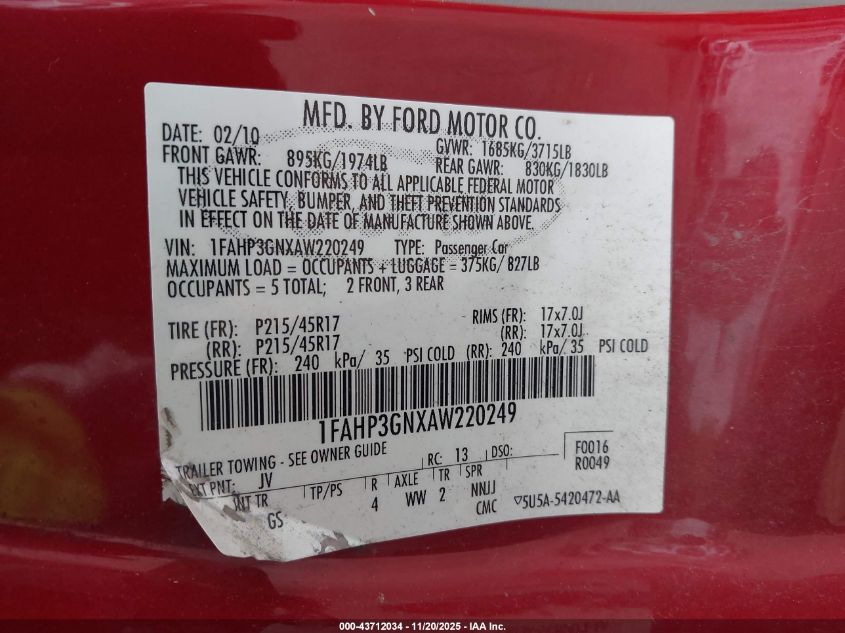 MFD. BY FORD MOTOR CO.
DATE: 02/10 GVWR: 1685KG/3715LB
FRONT GAWR: 895KG/1974LB REAR GAWR: 830KG/1830LB
THIS VEHICLE CONFORMS TO ALL APPLICABLE FEDERAL MOTOR
VEHICLE SAFETY, BUMPER, AND THEFT PREVENTION STANDARDS
IN EFFECT ON THE DATE OF MANUFACTURE SHOWN ABOVE.
VIN: 1FAHP3GNXAW220249 TYPE: Passenger Car
MAXIMUM LOAD = OCCUPANTS + LUGGAGE = 375KG/ 827LB
OCCUPANTS = 5 TOTAL; 2 FRONT, 3 REAR
TIRE (FR): P215/45R17 RIMS (FR): 17x7.0J
(RR): P215/45R17 (RR): 17x7.0J
PRESSURE (FR): 240 kPa/ 35 PSI COLD (RR): 240 kPa/ 35 PSI COLD
1FAHP3GNXAW220249
TRAILER TOWING - SEE OWNER GUIDE RC: 13 DSO: F0016
EXT PNT: JV R0049
INT TR TP/PS R AXLE TR SPR
GS 4 WW 2 NNJJ
CMC 5U5A-5420472-AA
000-43712034 - 11/20/2025 - IAA Inc.